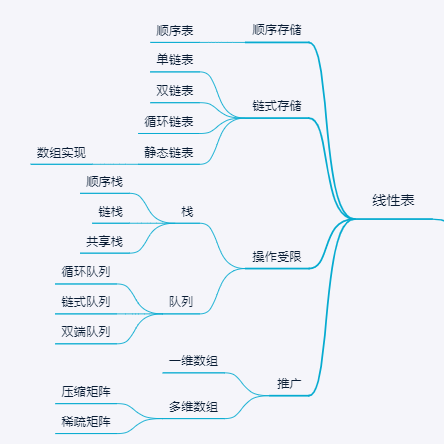 线性表
顺序存储
顺序表
链式存储
单链表
双链表
循环链表
静态链表
数组实现
操作受限
栈
顺序栈
链栈
共享栈
队列
循环队列
链式队列
双端队列
推广
一维数组
多维数组
压缩矩阵
稀疏矩阵